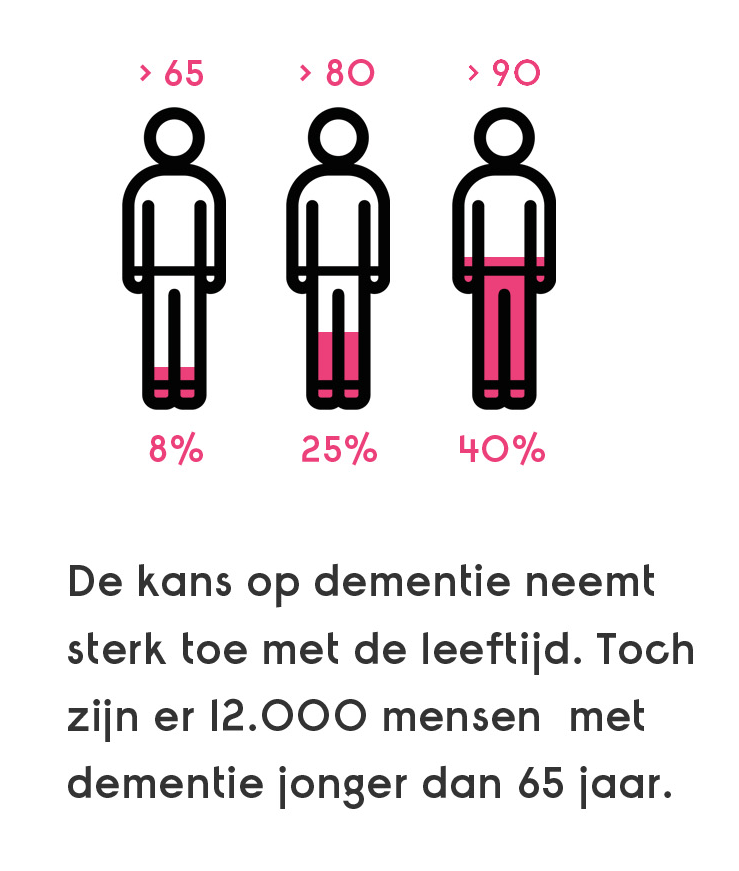 > 65 > 80 > 90
8% 25% 40%
De kans op dementie neemt
sterk toe met de leeftijd. Toch
zijn er 12.000 mensen  met
dementie jonger dan 65 jaar.